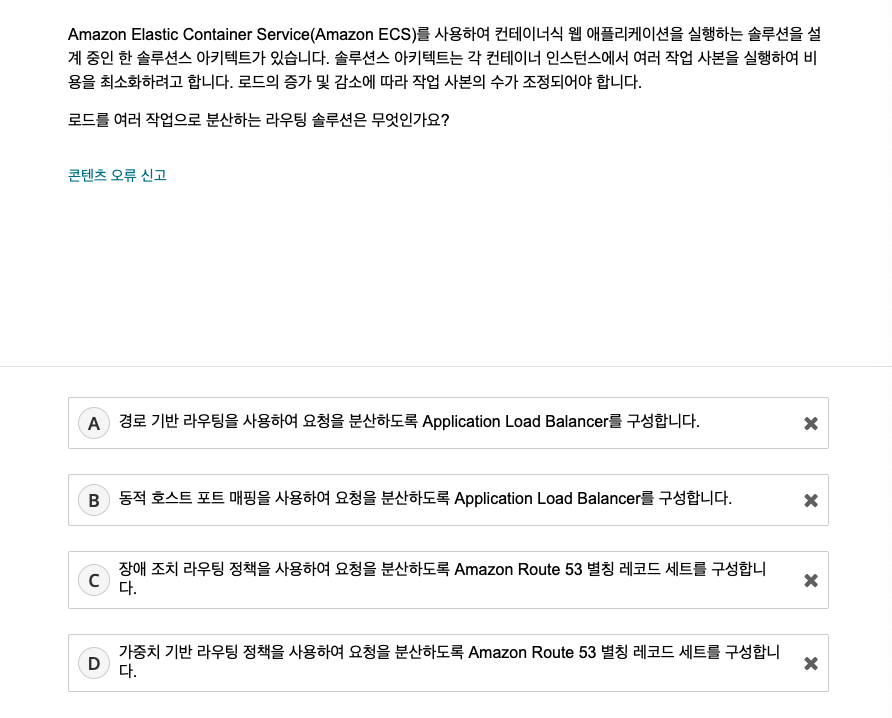 Amazon Elastic Container Service(Amazon ECS)를 사용하여 컨테이너식 웹 애플리케이션을 실행하는 솔루션을 설
계 중인 한 솔루션스 아키텍트가 있습니다. 솔루션스 아키텍트는 각 컨테이너 인스턴스에서 여러 작업 사본을 실행하여 비
용을 최소화하려고 합니다. 로드의 증가 및 감소에 따라 작업 사본의 수가 조정되어야 합니다.
로드를 여러 작업으로 분산하는 라우팅 솔루션은 무엇인가요?
콘텐츠 오류 신고
A 경로 기반 라우팅을 사용하여 요청을 분산하도록 Application Load Balancer를 구성합니다.
B 동적 호스트 포트 매핑을 사용하여 요청을 분산하도록 Application Load Balancer를 구성합니다.
C 장애 조치 라우팅 정책을 사용하여 요청을 분산하도록 Amazon Route 53 별칭 레코드 세트를 구성합니
다.
D 가중치 기반 라우팅 정책을 사용하여 요청을 분산하도록 Amazon Route 53 별칭 레코드 세트를 구성합니
다.